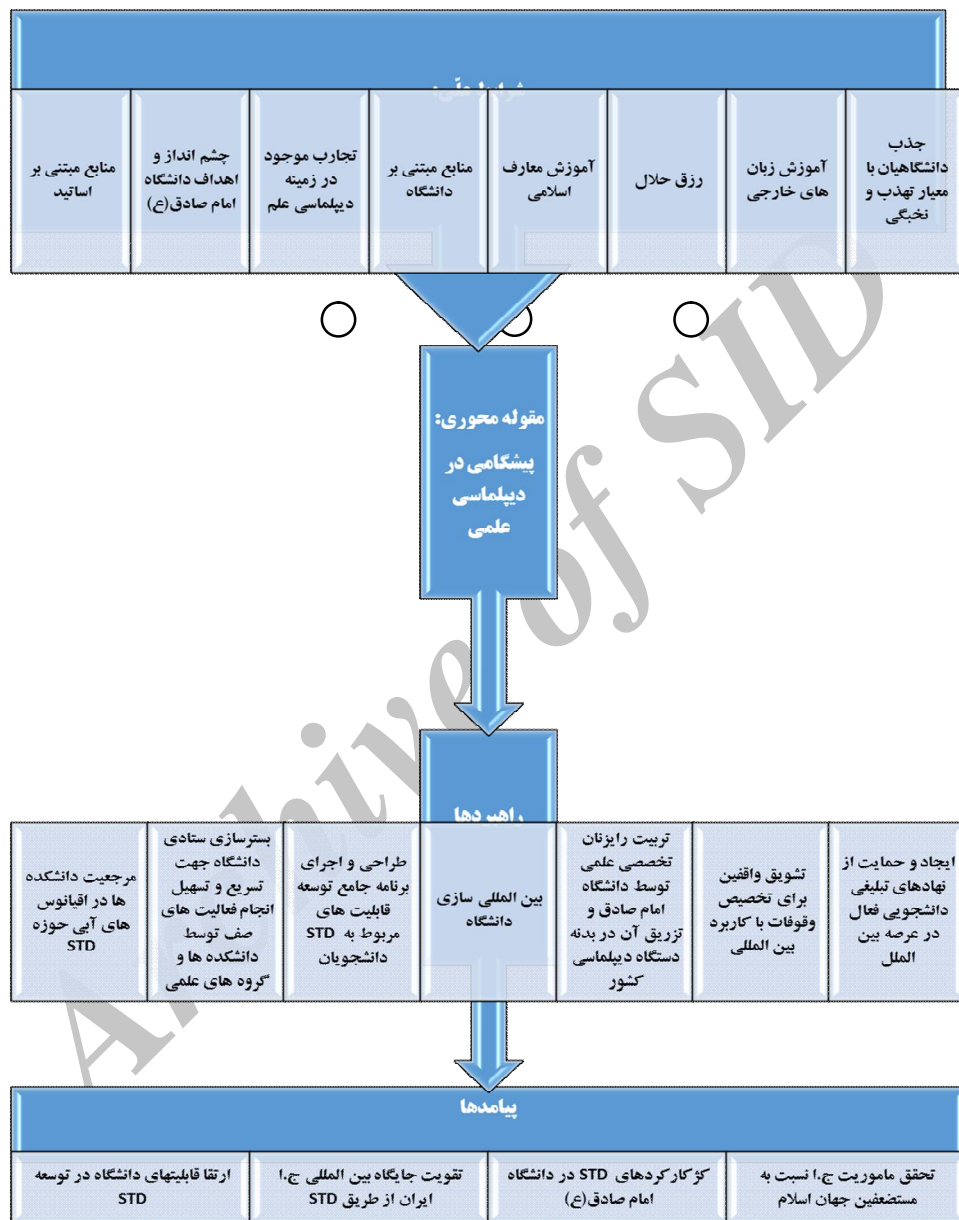 شرایط علّی:
جذب
دانشگاهیان با
معیار تهذب و
نخبگی
آموزش زبان
های خارجی
رزق حلال
آموزش معارف
اسلامی
منابع مبتنی بر
دانشگاه
تجارب موجود
در زمینه
دیپلماسی علم
چشم انداز و
اهداف دانشگاه
امام صادق(ع)
منابع مبتنی بر
اساتید
مقوله محوری:
پیشگامی در
دیپلماسی
علمی
راهبردها
ایجاد و حمایت از
نهادهای تبلیغی
دانشجویی فعال
در عرصه بین
الملل
تشویق واقفین
برای تخصیص
وقوفات با کاربرد
بین المللی
تربیت رایزنان
تخصصی علمی
توسط دانشگاه
امام صادق و
تزریق آن در بدنه
دستگاه دیپلماسی
کشور
بین المللی سازی
دانشگاه
طراحی و اجرای
برنامه جامع توسعه
قابلیت های
مربوط به STD
دانشجویان
بسترسازی ستادی
دانشگاه جهت
تسریع و تسهیل
انجام فعالیت های
صف توسط
دانشکده ها و
گروه های علمی
مرجعیت دانشکده
ها در اقیانوس
های آبی حوزه
STD
پیامدها
تحقق ماموریت ج.ا نسبت به
مستضعفین جهان اسلام
کژکارکردهای STD در دانشگاه
امام صادق(ع)
تقویت جایگاه بین المللی ج.ا
ایران از طریق STD
ارتقا قابلیتهای دانشگاه در توسعه
STD
Archive of SID